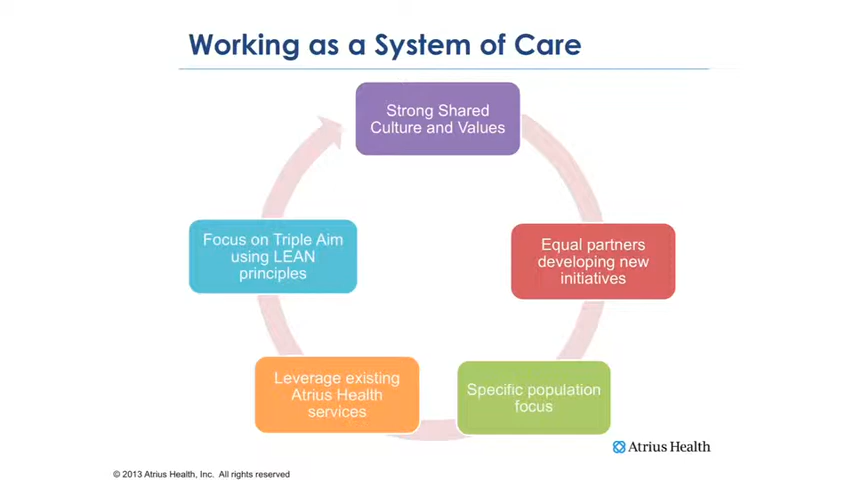 Working as a System of Care
Strong Shared
Culture and Values
Equal partners
developing new
initiatives
Specific population
focus
Leverage existing
Atrius Health
services
Focus on Triple Aim
using LEAN
principles
Atrius Health
© 2013 Atrius Health, Inc. All rights reserved